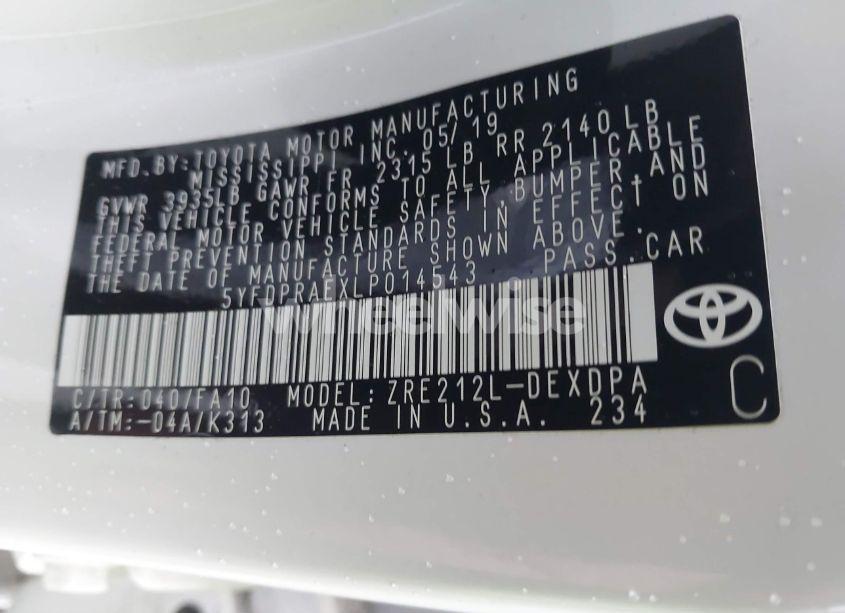 MFD. BY: TOYOTA MOTOR MANUFACTURING
MISSISSIPPI INC. 05/19
GVWR 3935LB GAWR FR 2315 LB RR 2140 LB
THIS VEHICLE CONFORMS TO ALL APPLICABLE
FEDERAL MOTOR VEHICLE SAFETY, BUMPER, AND
THEFT PREVENTION STANDARDS IN EFFECT ON
THE DATE OF MANUFACTURE SHOWN ABOVE.
5YFDPRAEXLP014543 . PASS. CAR
wheelwise
C/TR: 040/FA10 MODEL: ZRE212L-DEXDPA
A/TM: -04A/K313 MADE IN U.S.A. 234
C